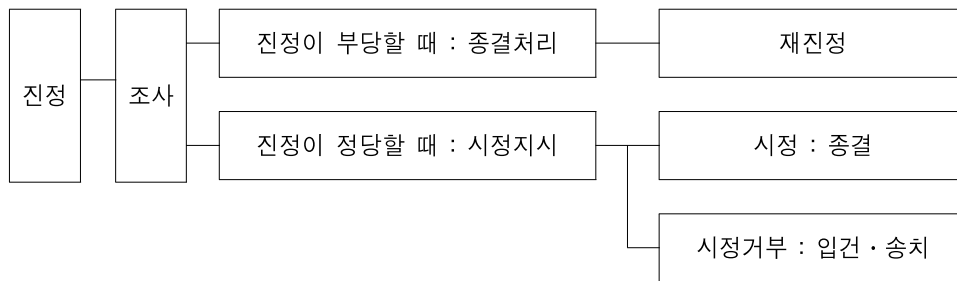 진정
조사
진정이 부당할 때 : 종결처리
재진정
진정이 정당할 때 : 시정지시
시정 : 종결
시정거부 : 입건·송치